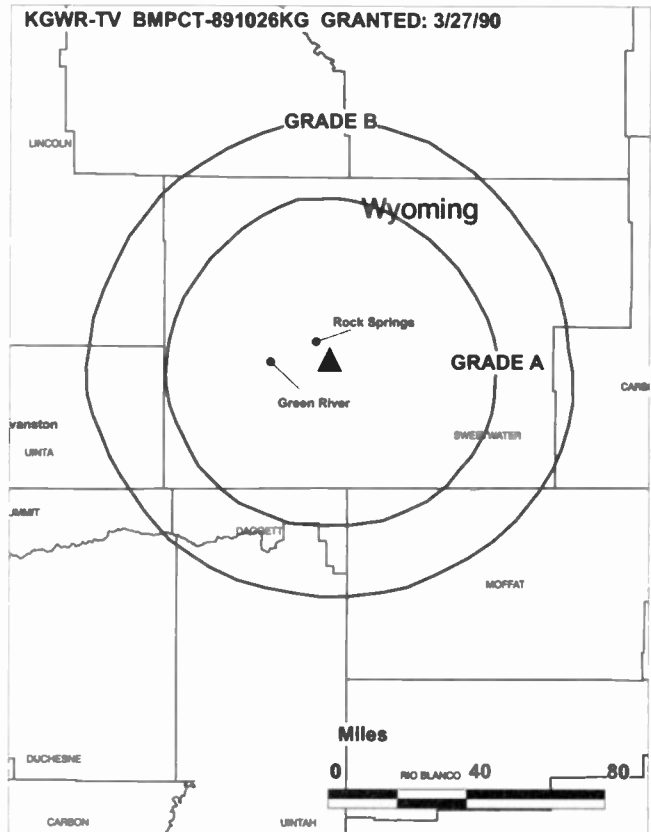 KGWR-TV BMPCT-891026KG GRANTED: 3/27/90
GRADE B
LINCOLN
Wyoming
Rock Springs
GRADE A
Green River
CARBO
vanston
SWEETWATER
UINTA
UMMIT
DAGGETT
MOFFAT
Miles
DUCHESNE
0 RIO BLANCO 40 80
CARBON
UINTAH